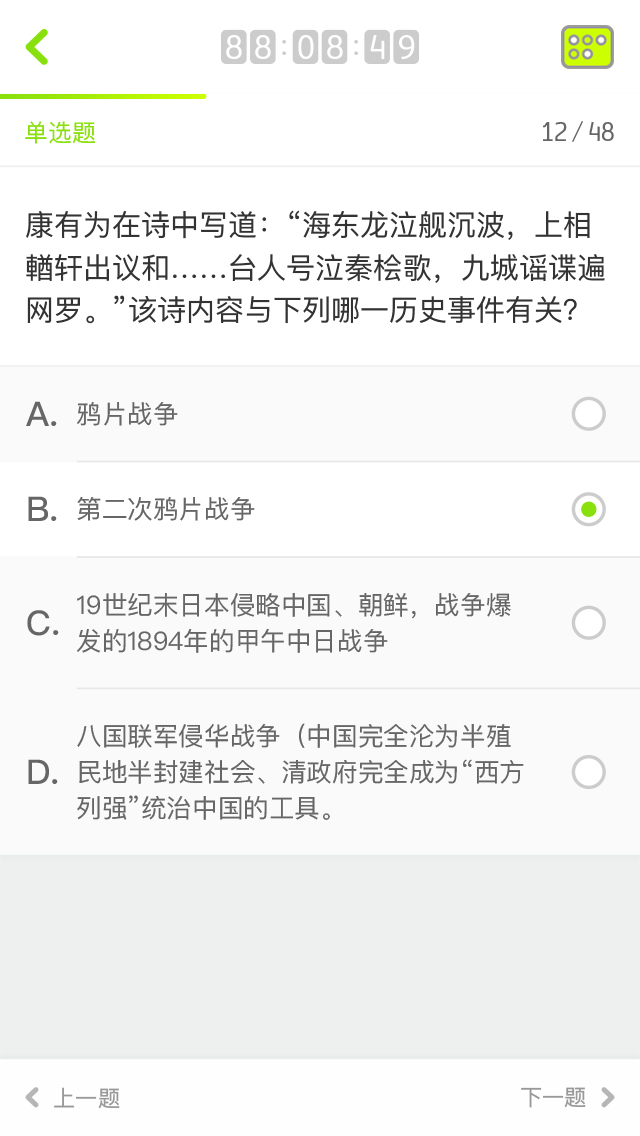 88:08:49
单选题
12/48
康有为在诗中写道：“海东龙泣舰沉波，上相
輶轩出议和……台人号泣秦桧歌，九城谣谍遍
网罗。”该诗内容与下列哪一历史事件有关?
A. 鸦片战争
B. 第二次鸦片战争
C. 19世纪末日本侵略中国、朝鲜，战争爆
发的1894年的甲午中日战争
D. 八国联军侵华战争（中国完全沦为半殖
民地半封建社会、清政府完全成为“西方
列强”统治中国的工具。
上一题
下一题